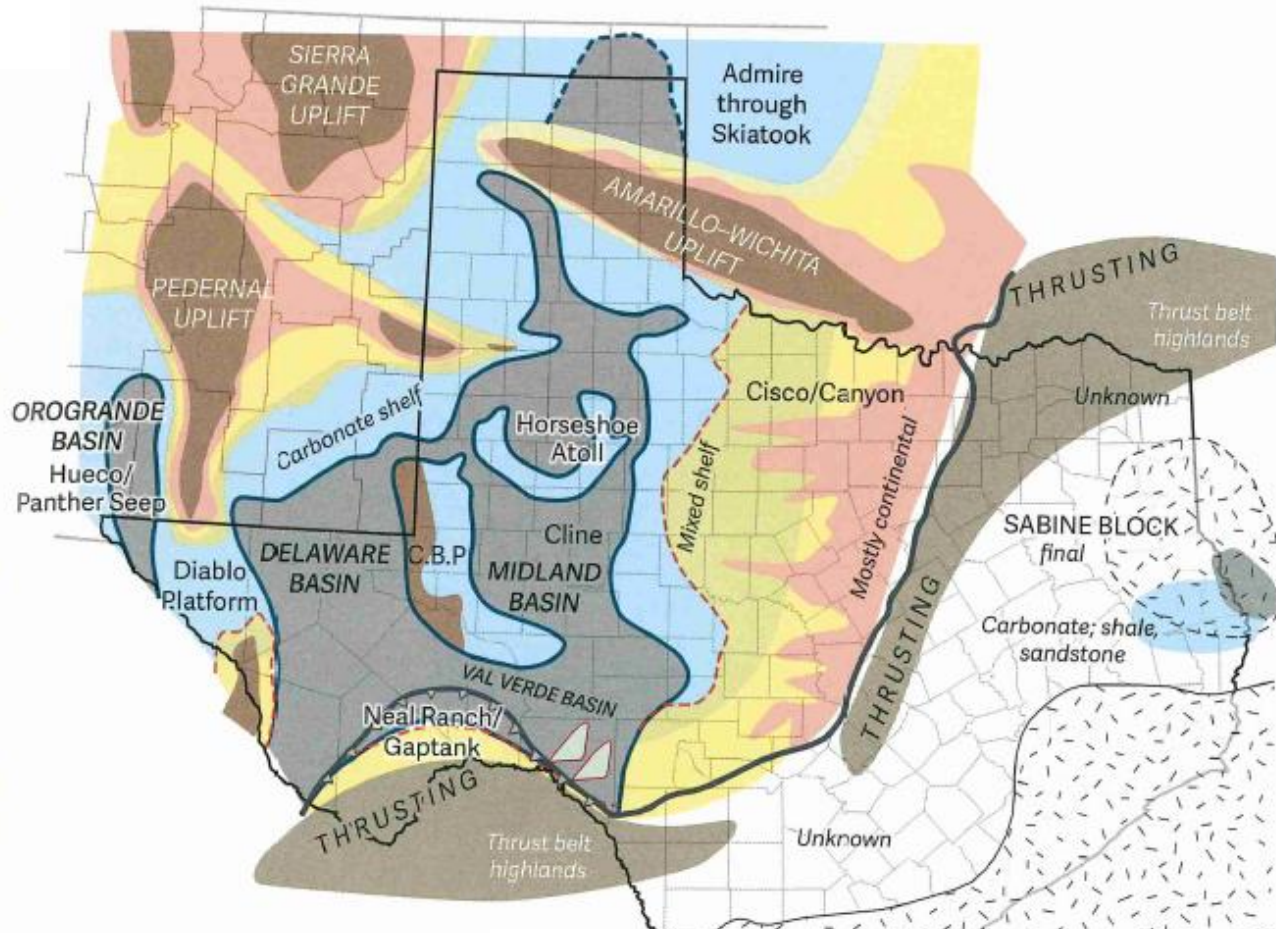 SIERRA
GRANDE
UPLIFT
Admire
through
Skiatook
AMARILLO–WICHITA
UPLIFT
PEDERNAL
UPLIFT
THRUSTING
Thrust belt
highlands
Unknown
Cisco/Canyon
Carbonate shelf
Horseshoe
Atoll
Mixed shelf
Mostly continental
OROGRANDE
BASIN
Hueco/
Panther Seep
SABINE BLOCK
final
DELAWARE
BASIN
C.B.P
Cline
MIDLAND
BASIN
Diablo
Platform
Carbonate; shale,
sandstone
THRUSTING
VAL VERDE BASIN
Neal Ranch/
Gaptank
THRUSTING
Thrust belt
highlands
Unknown